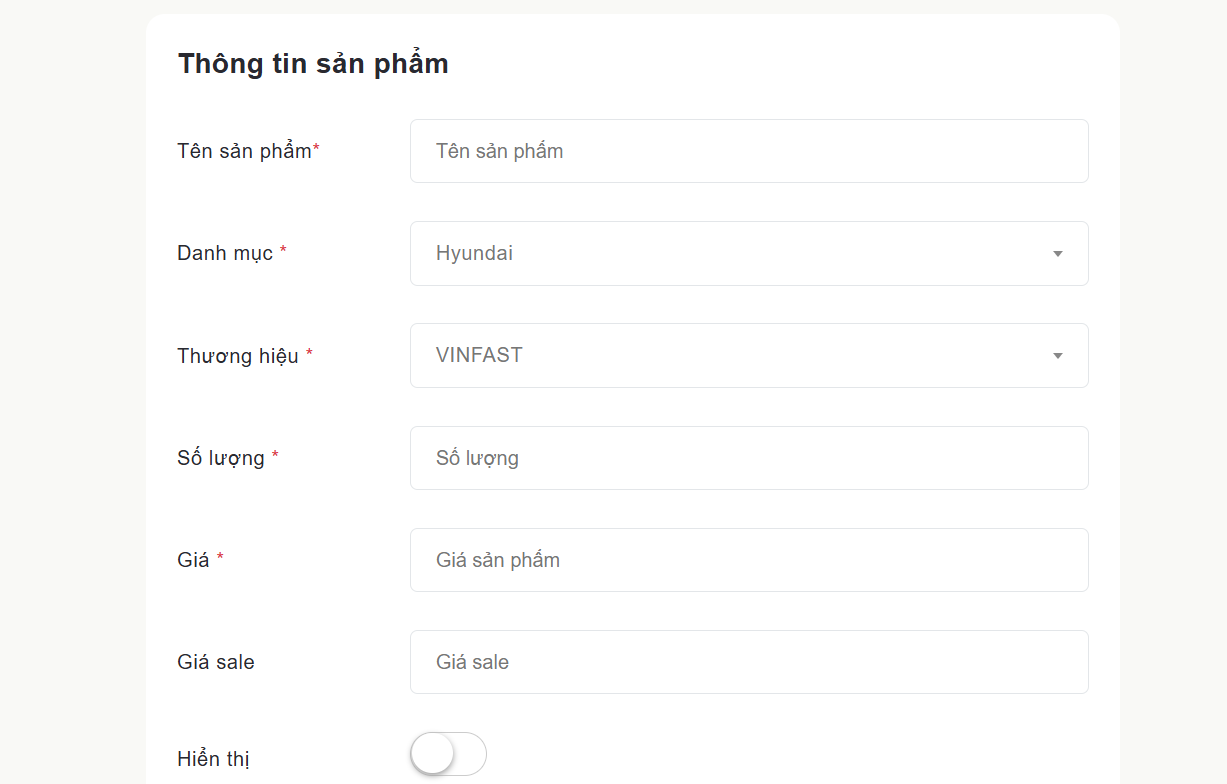 Thông tin sản phẩm
Tên sản phẩm*
Tên sản phẩm
Danh mục *
Hyundai
Thương hiệu *
VINFAST
Số lượng *
Số lượng
Giá *
Giá sản phẩm
Giá sale
Giá sale
Hiển thị